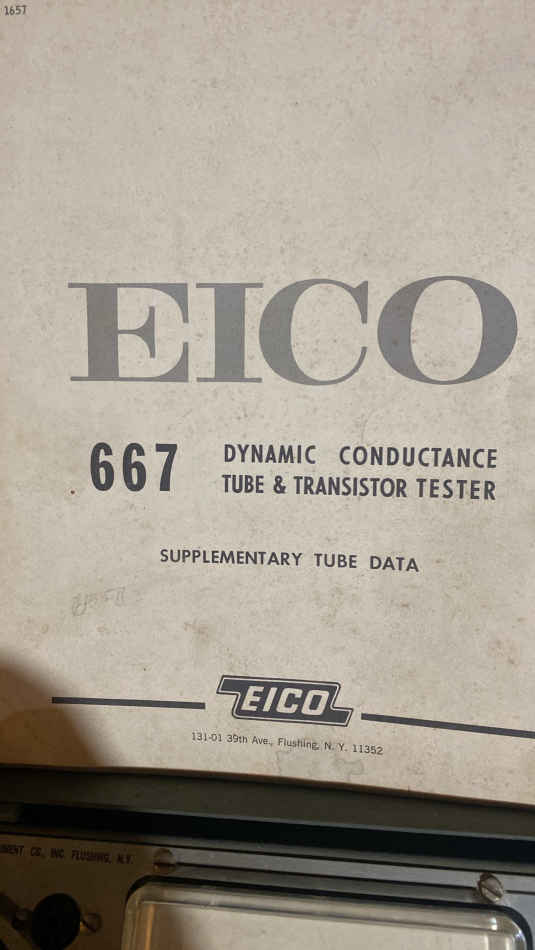 1657
EICO
667 DYNAMIC CONDUCTANCE
TUBE & TRANSISTOR TESTER
SUPPLEMENTARY TUBE DATA
EICO
131-01 39th Ave., Flushing, N. Y. 11352
CO., INC. FLUSHING, N.Y.